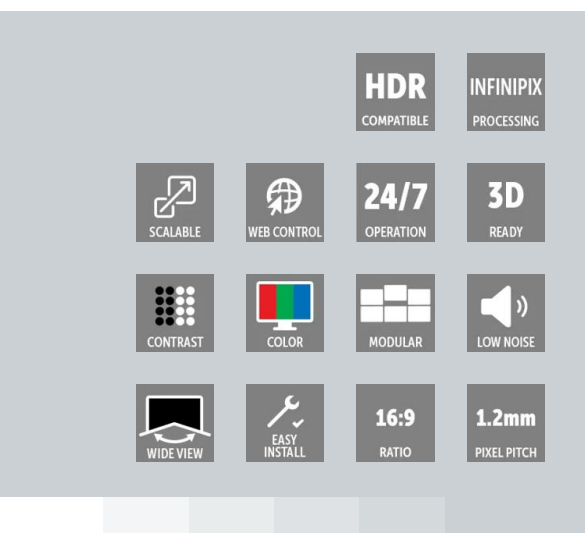 HDR
COMPATIBLE
INFINIPIX
PROCESSING
SCALABLE
WEB CONTROL
24/7
OPERATION
3D
READY
CONTRAST
COLOR
MODULAR
LOW NOISE
WIDE VIEW
EASY
INSTALL
16:9
RATIO
1.2mm
PIXEL PITCH